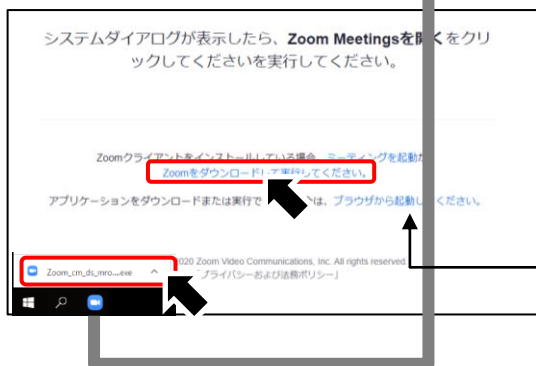 システムダイアログが表示したら、Zoom Meetingsを開くをクリ
ックしてくださいを実行してください。
Zoomクライアントをインストールしている場合、ミーティングを起動
Zoomをダウンロードして実行してください。
アプリケーションをダウンロードまたは実行で は、ブラウザから起動し ください。
2020 Zoom Video Communications, Inc. All rights reserved.
「プライバシーおよび法務ポリシー」
Zoom_cm_ds_mro....exe